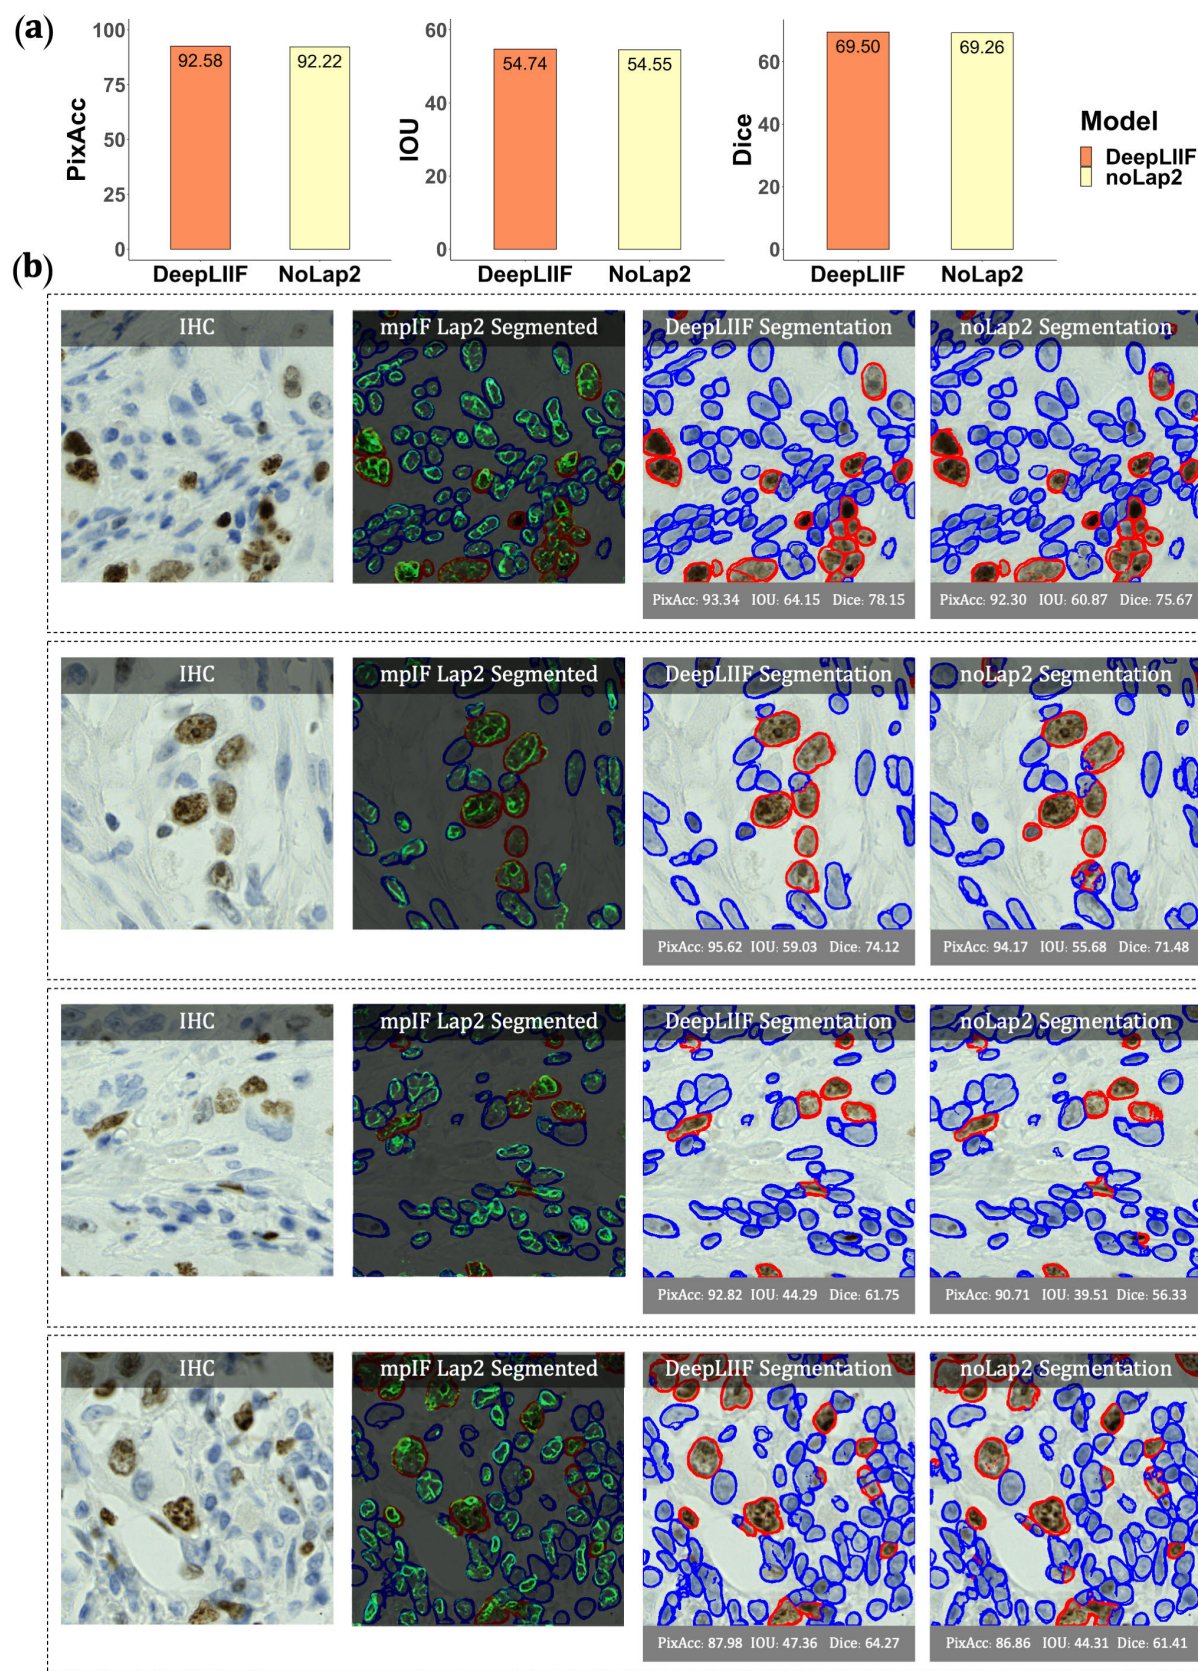 (a)
100
75
50
25
0
PixAcc
92.58
92.22
DeepLIIF
NoLap2
60
40
20
0
IOU
54.74
54.55
DeepLIIF
NoLap2
60
40
20
0
Dice
69.50
69.26
DeepLIIF
NoLap2
Model
DeepLIIF
noLap2
(b)
IHC
mpIF Lap2 Segmented
DeepLIIF Segmentation
noLap2 Segmentation
PixAcc: 93.34 IOU: 64.15 Dice: 78.15
PixAcc: 92.30 IOU: 60.87 Dice: 75.67
IHC
mpIF Lap2 Segmented
DeepLIIF Segmentation
noLap2 Segmentation
PixAcc: 95.62 IOU: 59.03 Dice: 74.12
PixAcc: 94.17 IOU: 55.68 Dice: 71.48
IHC
mpIF Lap2 Segmented
DeepLIIF Segmentation
noLap2 Segmentation
PixAcc: 92.82 IOU: 44.29 Dice: 61.75
PixAcc: 90.71 IOU: 39.51 Dice: 56.33
IHC
mpIF Lap2 Segmented
DeepLIIF Segmentation
noLap2 Segmentation
PixAcc: 87.98 IOU: 47.36 Dice: 64.27
PixAcc: 86.86 IOU: 44.31 Dice: 61.41